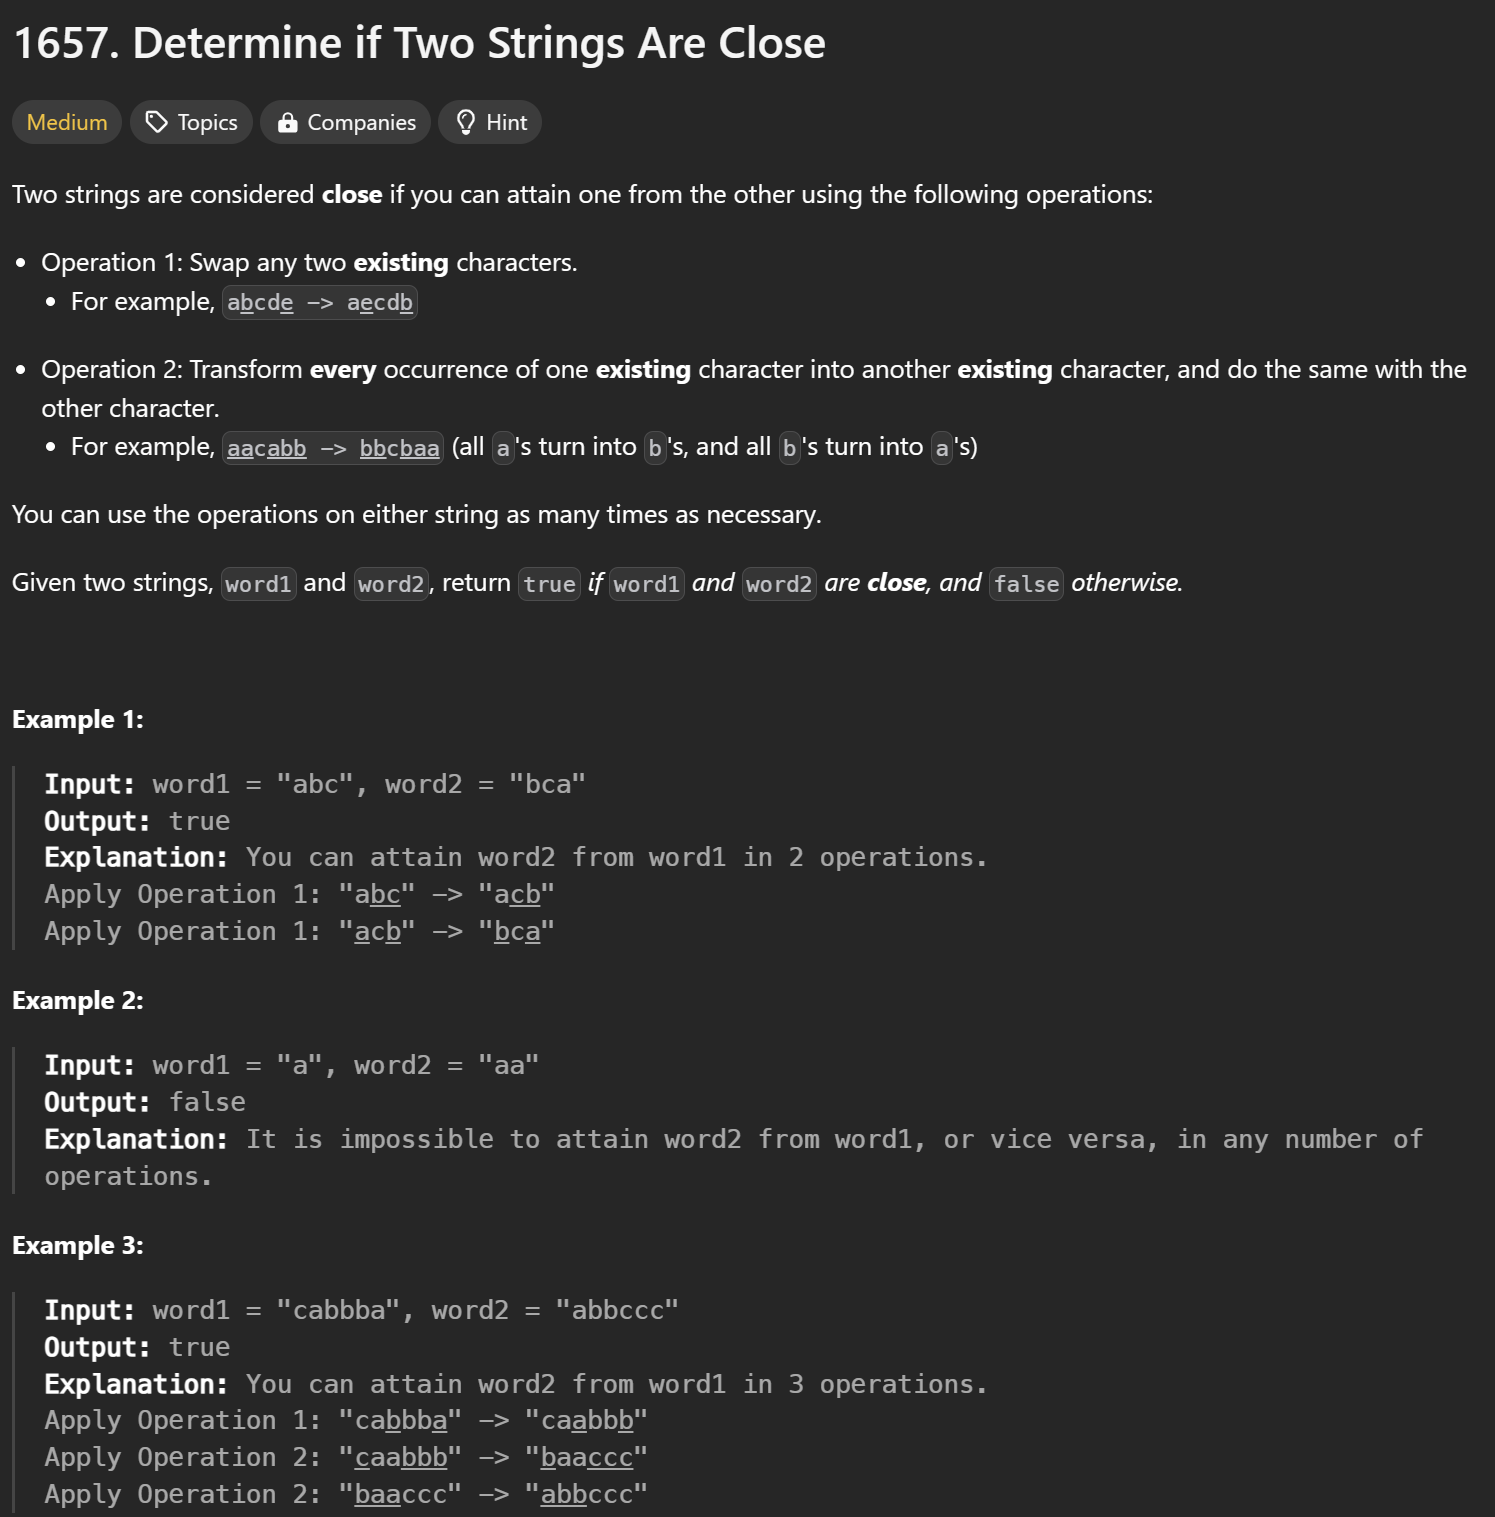 1657. Determine if Two Strings Are Close
Medium Topics Companies Hint
Two strings are considered close if you can attain one from the other using the following operations:
• Operation 1: Swap any two existing characters.
• For example, abcde -> aecdb
• Operation 2: Transform every occurrence of one existing character into another existing character, and do the same with the
other character.
• For example, aacabb -> bbcbaa (all a's turn into b's, and all b's turn into a's)
You can use the operations on either string as many times as necessary.
Given two strings, word1 and word2, return true if word1 and word2 are close, and false otherwise.
Example 1:
Input: word1 = "abc", word2 = "bca"
Output: true
Explanation: You can attain word2 from word1 in 2 operations.
Apply Operation 1: "abc" -> "acb"
Apply Operation 1: "acb" -> "bca"
Example 2:
Input: word1 = "a", word2 = "aa"
Output: false
Explanation: It is impossible to attain word2 from word1, or vice versa, in any number of
operations.
Example 3:
Input: word1 = "cabbba", word2 = "abbccc"
Output: true
Explanation: You can attain word2 from word1 in 3 operations.
Apply Operation 1: "cabbba" -> "caabbb"
Apply Operation 2: "caabbb" -> "baaccc"
Apply Operation 2: "baaccc" -> "abbccc"